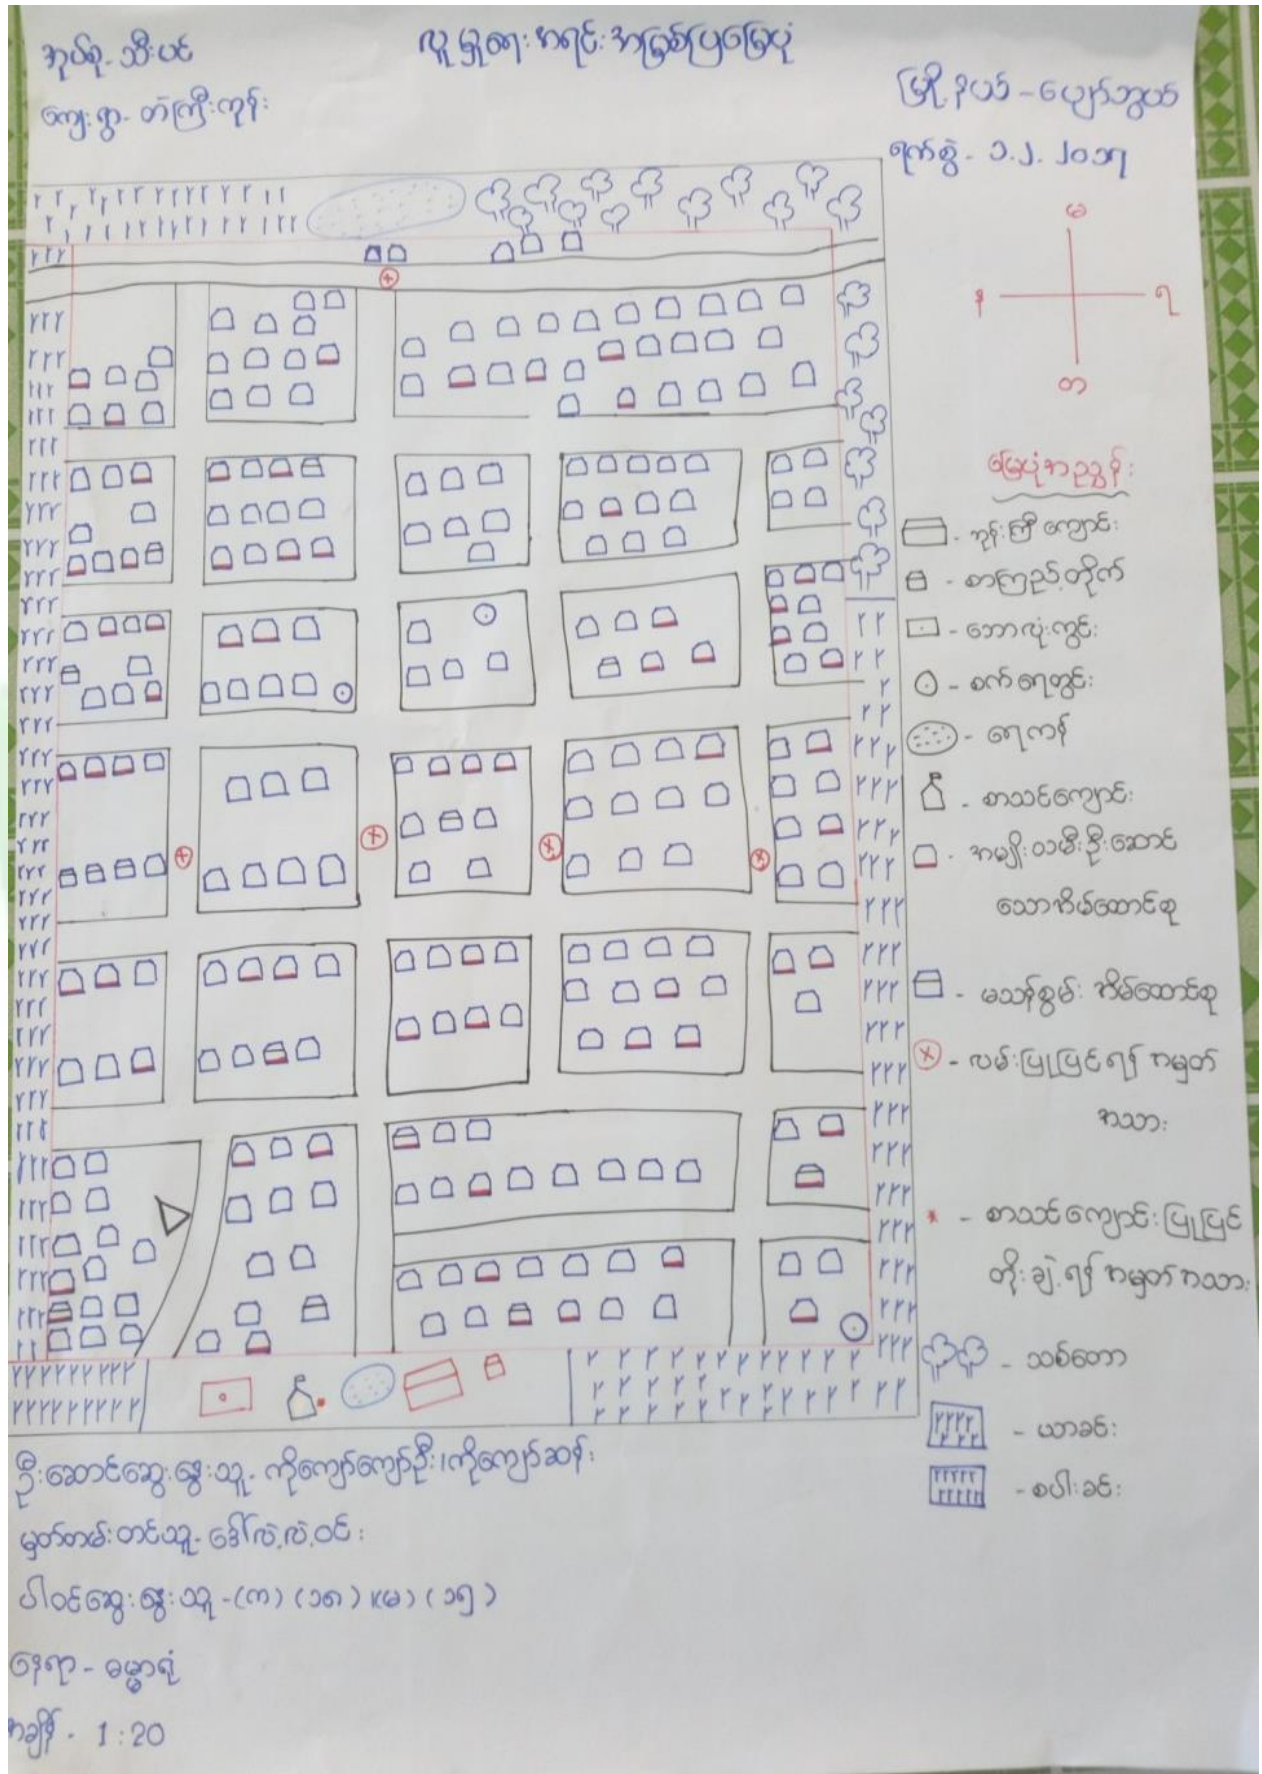 အုပ်စု - သီးပင်
လူမှုရေး အရင်းအမြစ်ပြမြေပုံ
ကျေးရွာ - တံကြီးကုန်း
မြို့နယ် - ပျော်ဘွယ်
ရက်စွဲ - ၁.၂.၂၀၁၇
မ
န
ရ
တ
မြေပုံအညွှန်း
- ဘုန်းကြီးကျောင်း
- စာကြည့်တိုက်
- ဘောလုံးကွင်း
- စက်ရေတွင်း
- ရေကန်
- စာသင်ကျောင်း
- အမျိုးသမီးဦးဆောင်
သောအိမ်ထောင်စု
- မသန်စွမ်း အိမ်ထောင်စု
- လမ်းပြုပြင်ရန် အမှတ်
အသား
- စာသင်ကျောင်း ပြုပြင်
တိုးချဲ့ရန် အမှတ်အသား
- သစ်တော
- ယာခင်း
- စပါးခင်း
ဦးဆောင်ဆွေးနွေးသူ - ကိုကျော်ကျော်ဦး၊ ကိုကျော်ဆန်း
မှတ်တမ်းတင်သူ - ဒေါ်လဲ့လဲ့ဝင်း
ပါဝင်ဆွေးနွေးသူ - (က) (၁၈) ၊ (မ) (၁၅)
နေရာ - ဓမ္မာရုံ
အချိန် - 1:20